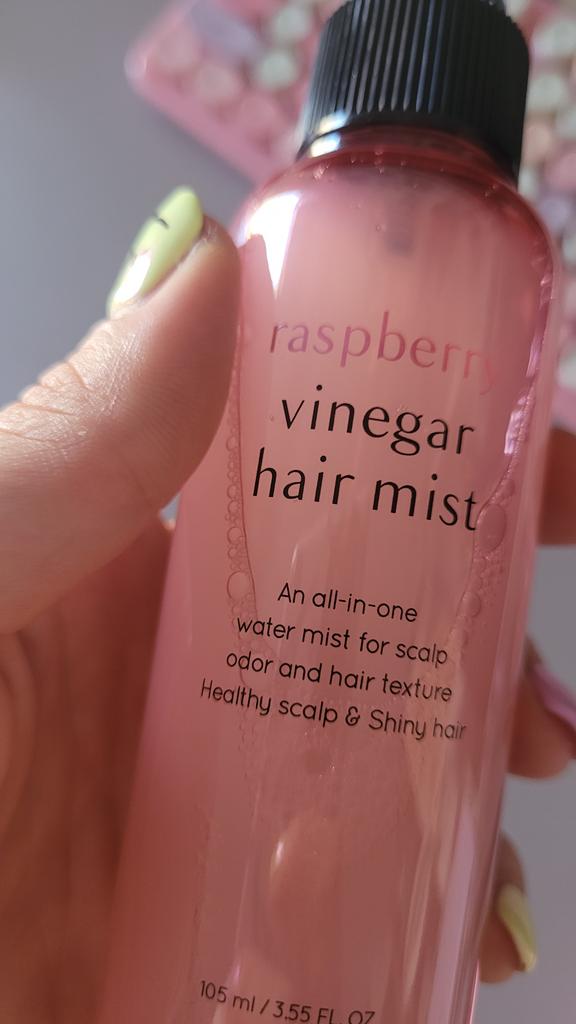 raspberry
vinegar
hair mist
An all-in-one
water mist for scalp
odor and hair texture
Healthy scalp & Shiny hair
105 ml / 3.55 FL. OZ